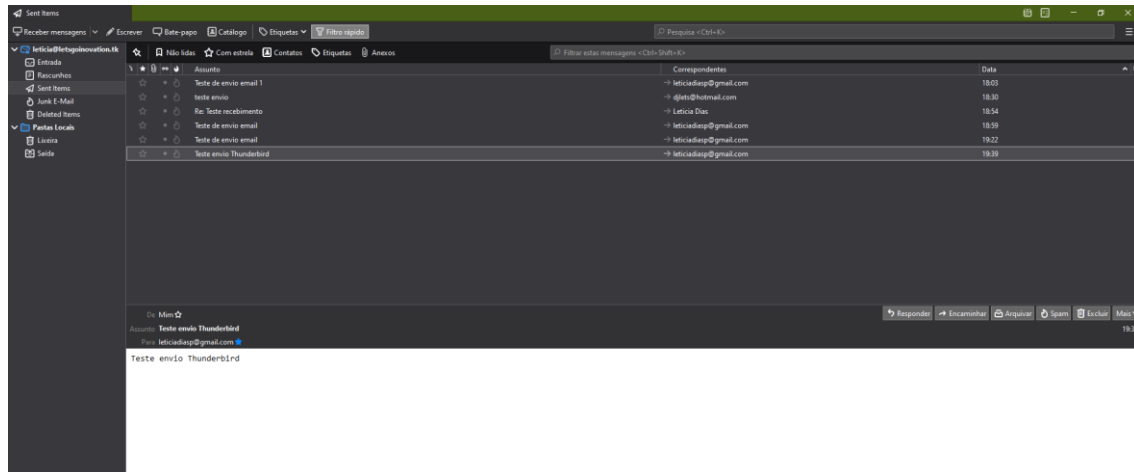 Sent Items
Receber mensagens Escrever Bate-papo Catálogo Etiquetas Filtro rápido Pesquisa <Ctrl+K>
leticia@letsgoinovation.tk Não lidas Com estrela Contatos Etiquetas Anexos Filtrar estas mensagens <Ctrl+Shift+K>
Entrada
Rascunhos Assunto Correspondentes Data
Sent Items Teste de envio email 1 leticiadiasp@gmail.com 18:03
Junk E-Mail teste envio djlets@hotmail.com 18:30
Deleted Items Re: Teste recebimento Leticia Dias 18:54
Pastas Locais Teste de envio email leticiadiasp@gmail.com 18:59
Lixeira Teste de envio email leticiadiasp@gmail.com 19:22
Saída Teste envio Thunderbird leticiadiasp@gmail.com 19:39
De Mim Responder Encaminhar Arquivar Spam Excluir Mais
Assunto Teste envio Thunderbird
Para leticiadiasp@gmail.com
Teste envio Thunderbird